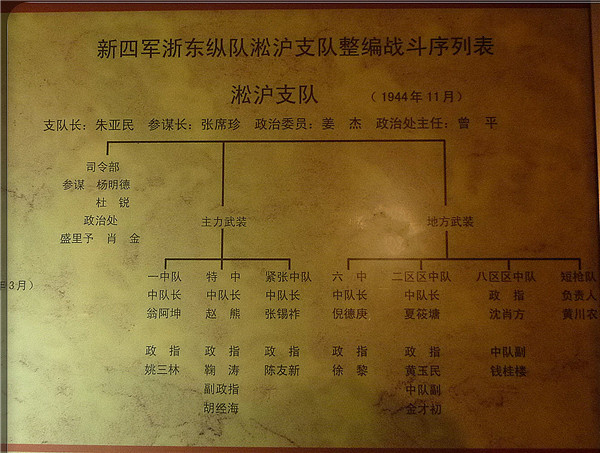 新四军浙东纵队淞沪支队整编战斗序列表
淞沪支队 （1944年11月）
支队长：朱亚民 参谋长：张席珍 政治委员：姜 杰 政治处主任：曾 平
司令部
参谋 杨明德
杜 锐
政治处
盛里予 肖 金
主力武装 地方武装
年3月）
一中队 特 中 紧张中队 六 中 二区区中队 八区区中队 短枪队
中队长 中队长 中队长 中队长 中队长 政 指 负责人
翁阿坤 赵 熊 张锡祚 倪德庚 夏筱塘 沈肖方 黄川农
政 指 政 指 政 指 政 指 政 指 中队副
姚三林 鞠 涛 陈友新 徐 黎 黄玉民 钱桂楼
副政指 中队副
胡经海 金才初